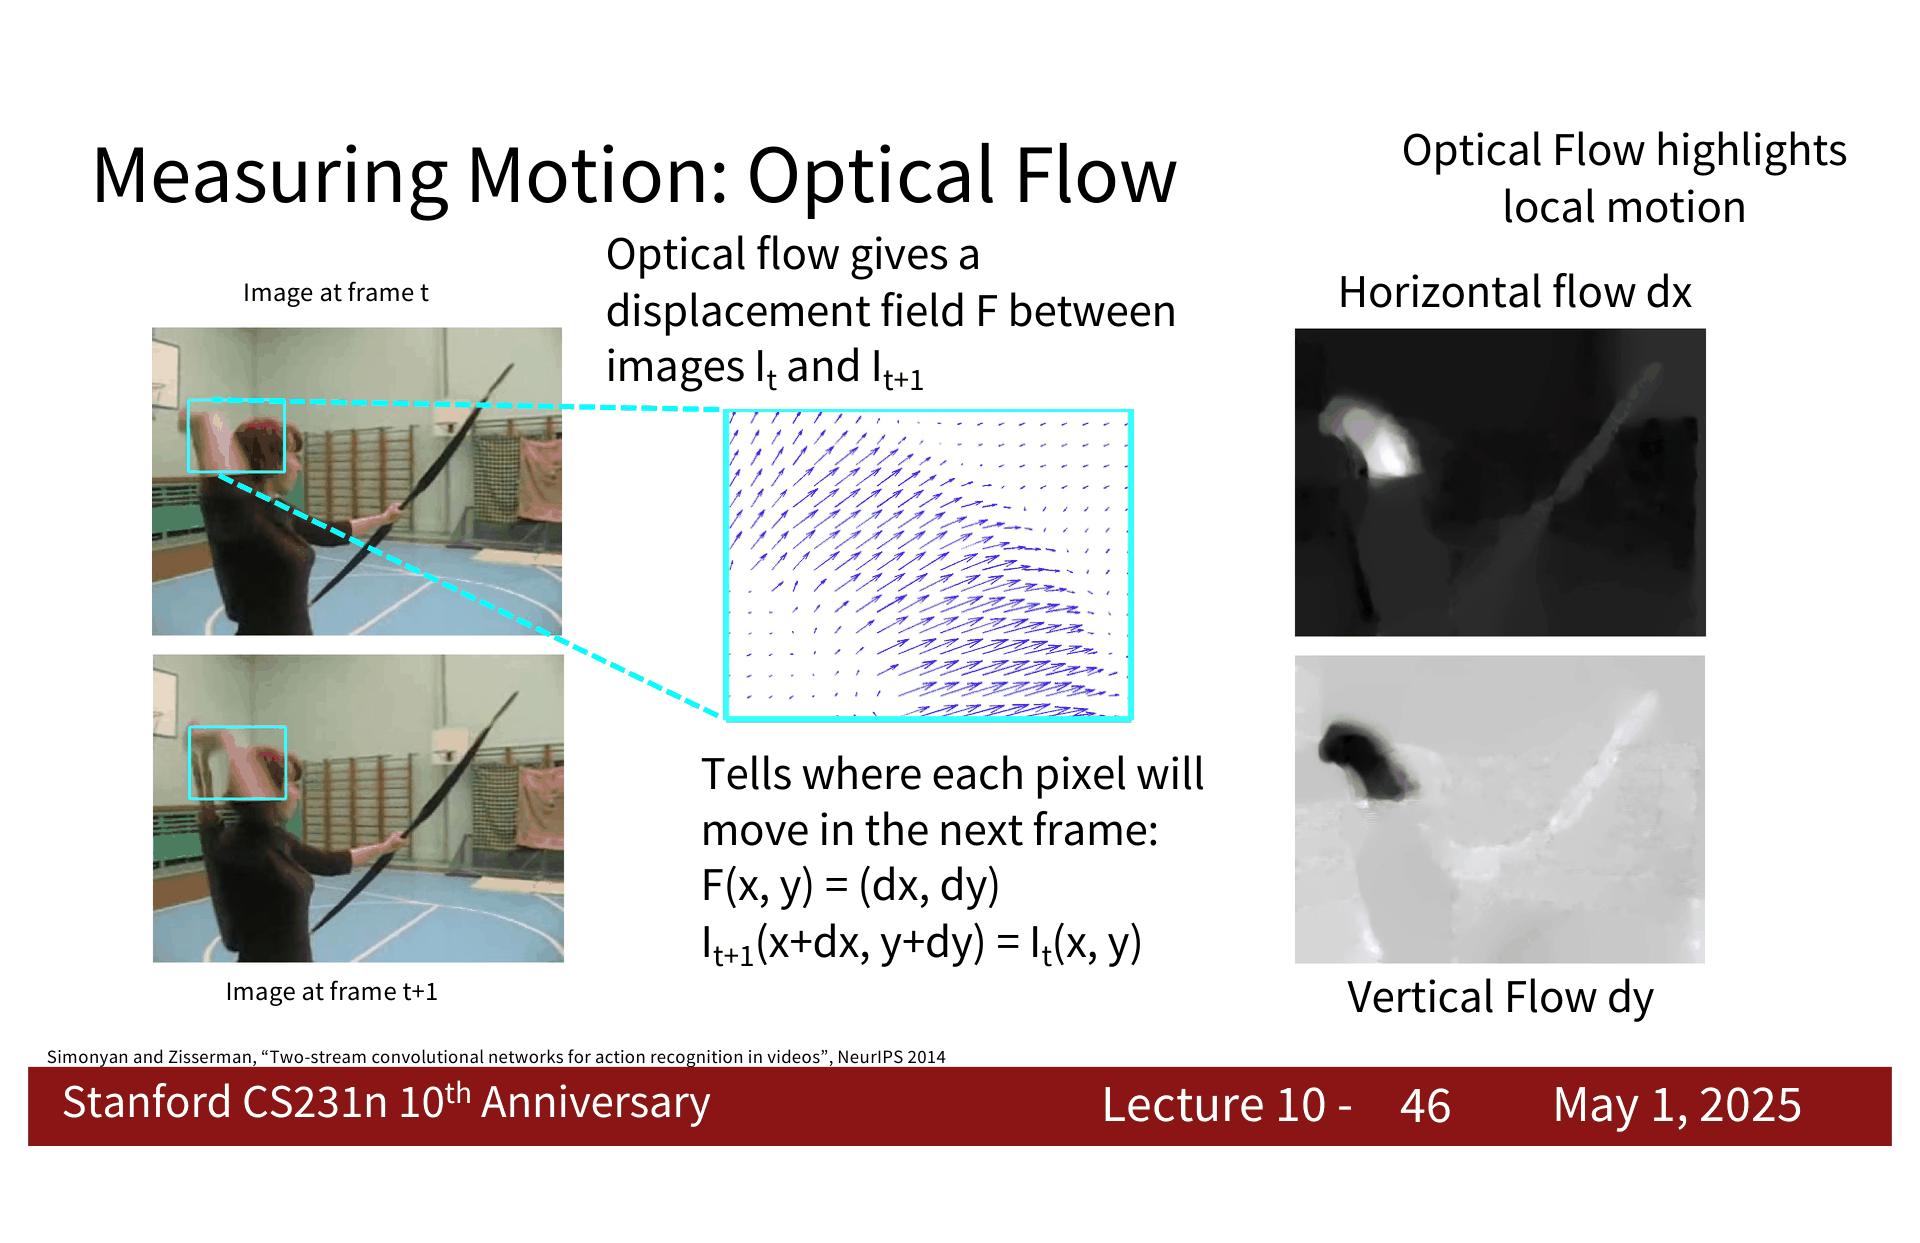 Measuring Motion: Optical Flow
Optical Flow highlights
local motion
Optical flow gives a
displacement field F between
images Iₜ and Iₜ₊₁
Image at frame t
Horizontal flow dx
Tells where each pixel will
move in the next frame:
F(x, y) = (dx, dy)
Iₜ₊₁(x+dx, y+dy) = Iₜ(x, y)
Image at frame t+1
Vertical Flow dy
Simonyan and Zisserman, “Two-stream convolutional networks for action recognition in videos”, NeurIPS 2014
Stanford CS231n 10ᵗʰ Anniversary
Lecture 10 - 46
May 1, 2025